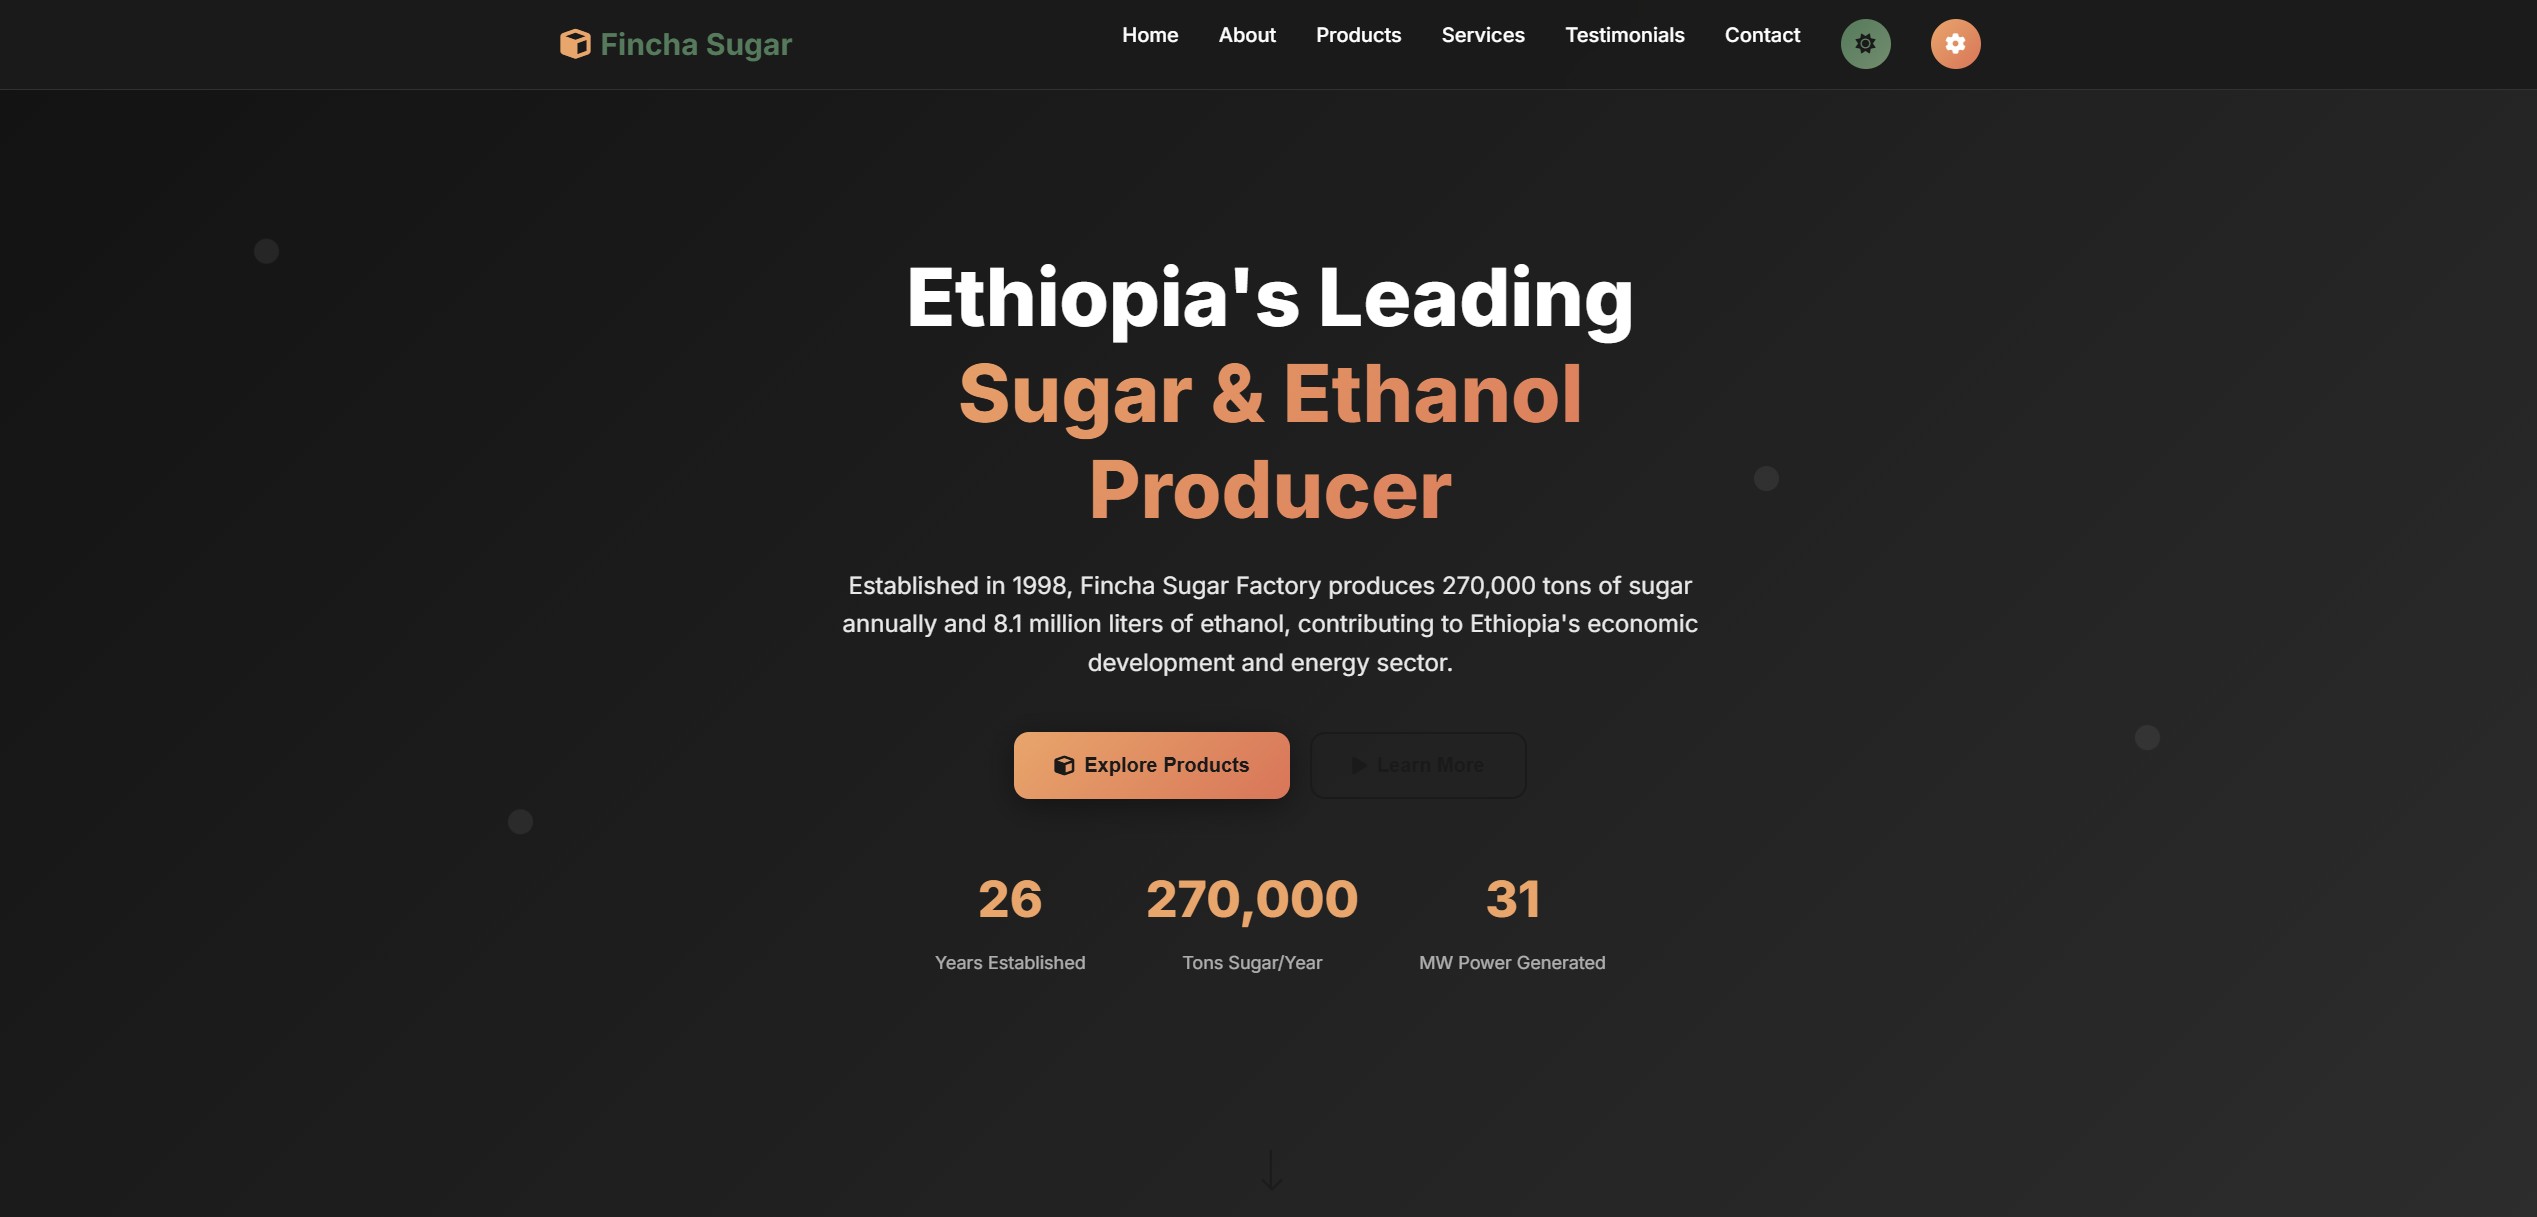 Fincha Sugar
Home About Products Services Testimonials Contact
Ethiopia's Leading
Sugar & Ethanol
Producer
Established in 1998, Fincha Sugar Factory produces 270,000 tons of sugar
annually and 8.1 million liters of ethanol, contributing to Ethiopia's economic
development and energy sector.
Explore Products Learn More
26 270,000 31
Years Established Tons Sugar/Year MW Power Generated